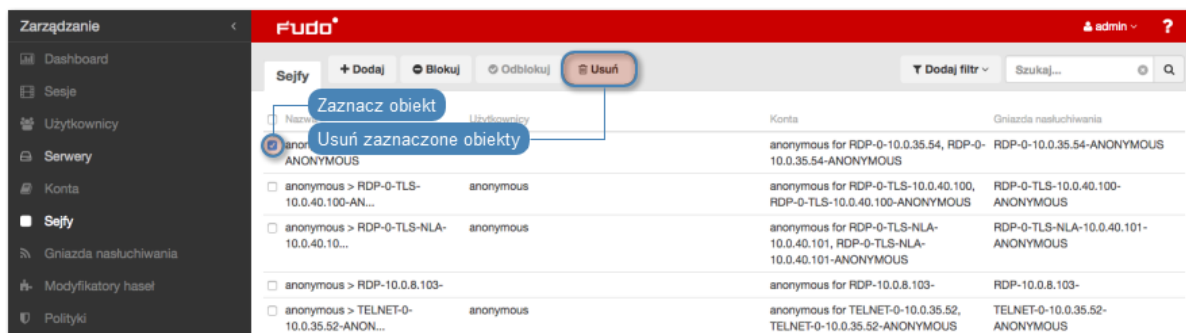 Zarządzanie
FUDO
admin
?
Dashboard
Sesje
Użytkownicy
Serwery
Konta
Sejfy
Gniazda nasłuchiwania
Modyfikatory haseł
Polityki
Sejfy
+ Dodaj
Blokuj
Odblokuj
Usuń
Dodaj filtr
Szukaj...
Zaznacz obiekt
Usuń zaznaczone obiekty
Użytkownicy
Konta
Gniazda nasłuchiwania
ANONYMOUS
anonymous for RDP-0-10.0.35.54, RDP-0-
10.0.35.54-ANONYMOUS
RDP-0-10.0.35.54-ANONYMOUS
anonymous > RDP-0-TLS-
10.0.40.100-AN...
anonymous
anonymous for RDP-0-TLS-10.0.40.100,
RDP-0-TLS-10.0.40.100-ANONYMOUS
RDP-0-TLS-10.0.40.100-
ANONYMOUS
anonymous > RDP-0-TLS-NLA-
10.0.40.10...
anonymous
anonymous for RDP-0-TLS-NLA-
10.0.40.101, RDP-0-TLS-NLA-
10.0.40.101-ANONYMOUS
RDP-0-TLS-NLA-10.0.40.101-
ANONYMOUS
anonymous > RDP-10.0.8.103-
anonymous for RDP-10.0.8.103-
RDP-10.0.8.103-
anonymous > TELNET-0-
10.0.35.52-ANON...
anonymous
anonymous for TELNET-0-10.0.35.52,
TELNET-0-10.0.35.52-ANONYMOUS
TELNET-0-10.0.35.52-
ANONYMOUS